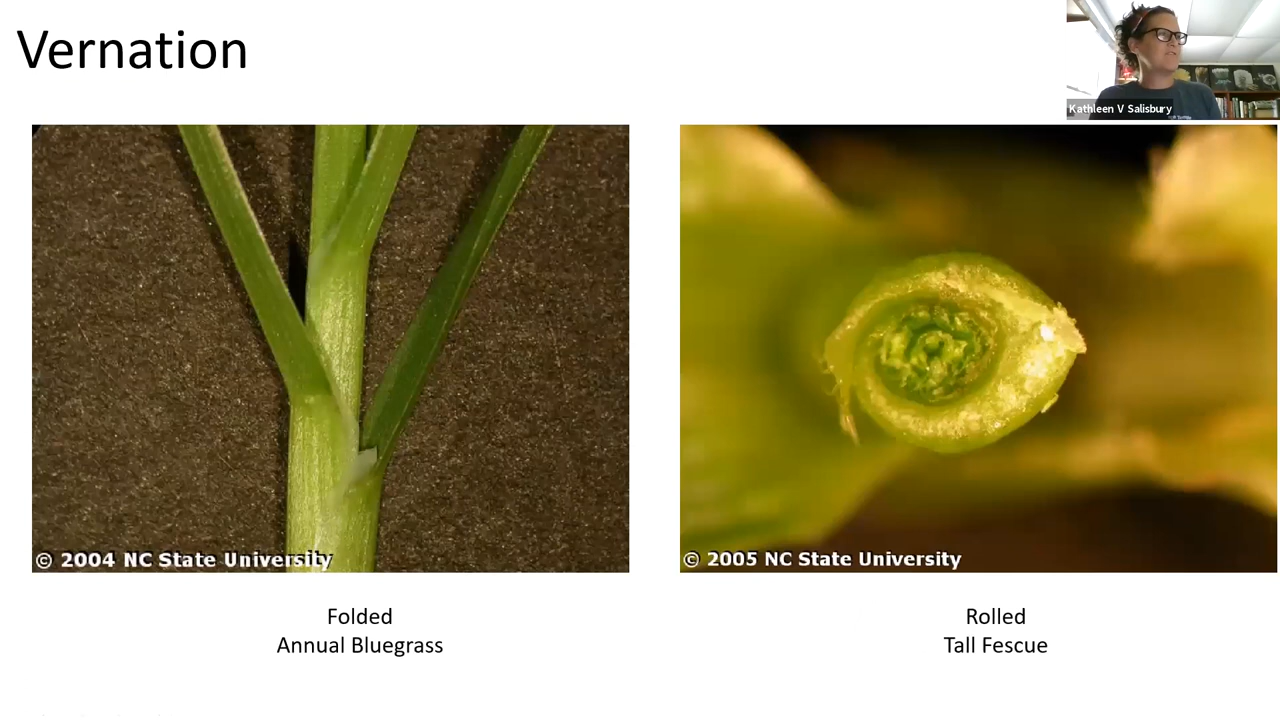 Vernation
Kathleen V Salisbury
© 2004 NC State University
© 2005 NC State University
Folded
Annual Bluegrass
Rolled
Tall Fescue